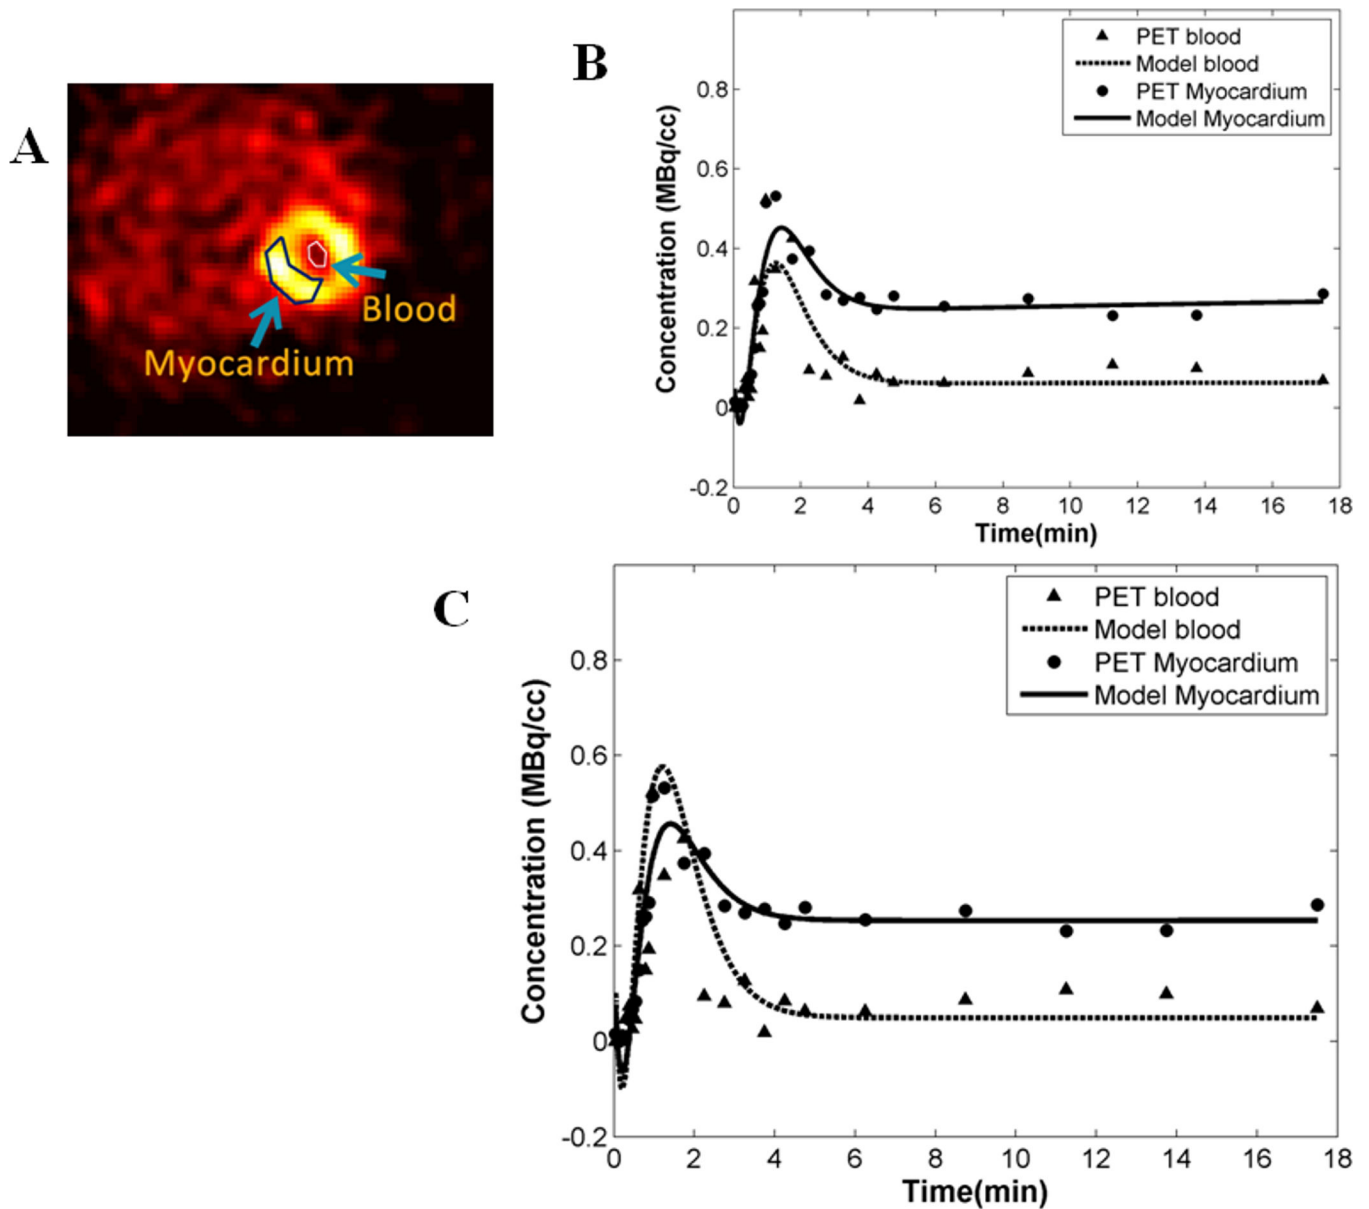 A
Blood
Myocardium
B
PET blood
Model blood
PET Myocardium
Model Myocardium
Concentration (MBq/cc)
0.8
0.6
0.4
0.2
0
-0.2
0 2 4 6 8 10 12 14 16 18
Time(min)
C
PET blood
Model blood
PET Myocardium
Model Myocardium
Concentration (MBq/cc)
0.8
0.6
0.4
0.2
0
-0.2
0 2 4 6 8 10 12 14 16 18
Time(min)